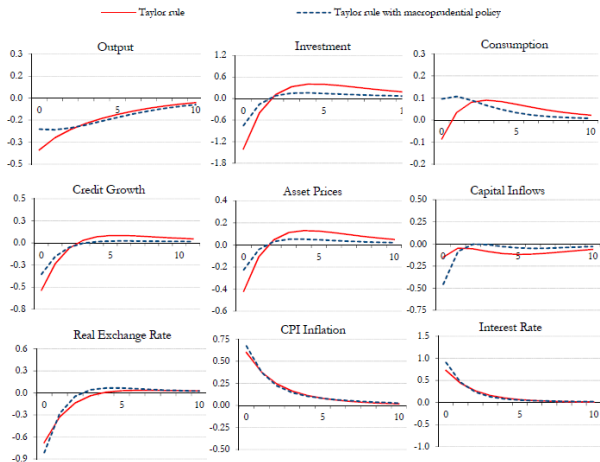 Taylor rule
Taylor rule with macroprudential policy
Output
0.3
0.2
0.0
-0.2
-0.3
-0.5
0 5 10
Investment
1.2
0.6
0.0
-0.6
-1.2
-1.8
0 5
Consumption
0.3
0.2
0.1
0.0
-0.1
-0.2
0 5 10
Credit Growth
0.5
0.3
0.0
-0.3
-0.5
-0.8
0 5 10
Asset Prices
0.4
0.2
0.0
-0.2
-0.4
-0.6
0 5 10
Capital Inflows
0.50
0.25
0.00
-0.25
-0.50
-0.75
0 5 10
Real Exchange Rate
0.6
0.3
0.0
-0.3
-0.6
-0.9
0 5 10
CPI Inflation
0.75
0.50
0.25
0.00
-0.25
-0.50
0 5 10
Interest Rate
1.5
1.0
0.5
0.0
-0.5
-1.0
0 5 10